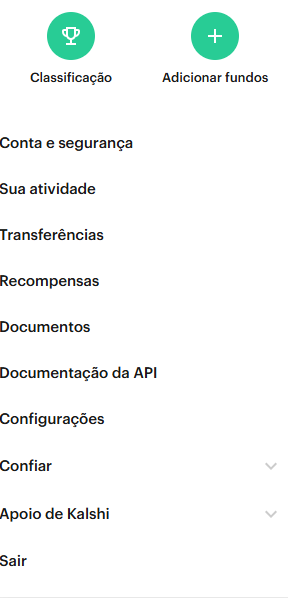 Classificação
Adicionar fundos
Conta e segurança
Sua atividade
Transferências
Recompensas
Documentos
Documentação da API
Configurações
Confiar
Apoio de Kalshi
Sair